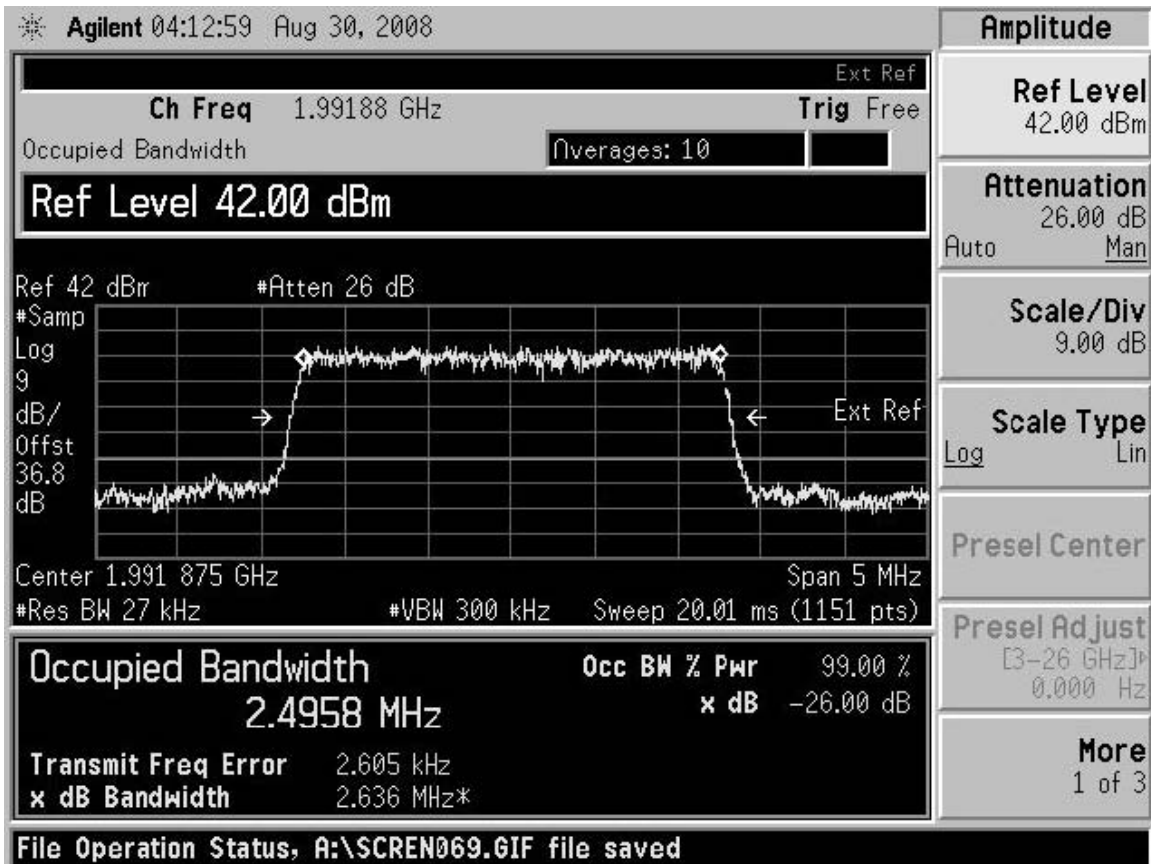 Agilent 04:12:59 Aug 30, 2008
Ext Ref
Ch Freq 1.99188 GHz Trig Free
Occupied Bandwidth Averages: 10
Ref Level 42.00 dBm
Ref 42 dBm #Atten 26 dB
#Samp
Log
9
dB/
Offst
36.8
dB
Ext Ref
Center 1.991 875 GHz Span 5 MHz
#Res BW 27 kHz #VBW 300 kHz Sweep 20.01 ms (1151 pts)
Occupied Bandwidth
2.4958 MHz
Occ BW % Pwr 99.00 %
x dB -26.00 dB
Transmit Freq Error 2.605 kHz
x dB Bandwidth 2.636 MHz*
File Operation Status, A:\SCREN069.GIF file saved
Amplitude
Ref Level
42.00 dBm
Attenuation
26.00 dB
Auto Man
Scale/Div
9.00 dB
Scale Type
Log Lin
Presel Center
Presel Adjust
[3-26 GHz]
0.000 Hz
More
1 of 3